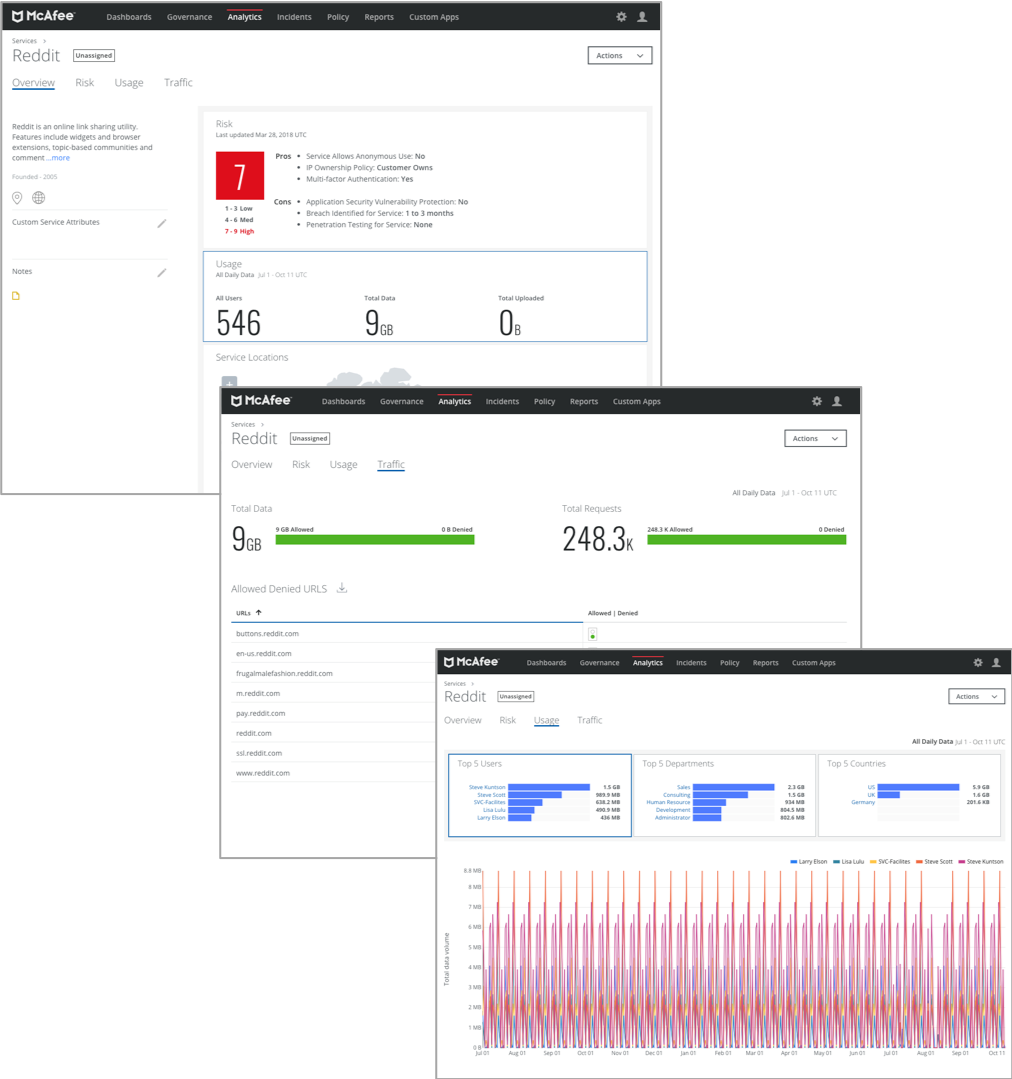 McAfee Dashboards Governance Analytics Incidents Policy Reports Custom Apps
Services >
Reddit Unassigned
Actions
Overview Risk Usage Traffic
Reddit is an online link sharing utility.
Features include widgets and browser
extensions, topic-based communities and
comment ...more
Founded - 2005
Custom Service Attributes
Notes
Risk
Last updated Mar 28, 2018 UTC
7
1 - 3 Low
4 - 6 Med
7 - 9 High
Pros • Service Allows Anonymous Use: No
• IP Ownership Policy: Customer Owns
• Multi-factor Authentication: Yes
Cons • Application Security Vulnerability Protection: No
• Breach Identified for Service: 1 to 3 months
• Penetration Testing for Service: None
Usage
All Daily Data Jul 1 - Oct 11 UTC
All Users Total Data Total Uploaded
546 9GB 0B
Service Locations
+
McAfee Dashboards Governance Analytics Incidents Policy Reports Custom Apps
Services >
Reddit Unassigned
Actions
Overview Risk Usage Traffic
All Daily Data Jul 1 - Oct 11 UTC
Total Data Total Requests
9GB 9 GB Allowed 0 B Denied 248.3K 248.3 K Allowed 0 Denied
Allowed Denied URLS
URLs Allowed | Denied
buttons.reddit.com
en-us.reddit.com
frugalmalefashion.reddit.com
m.reddit.com
pay.reddit.com
reddit.com
ssl.reddit.com
www.reddit.com
McAfee Dashboards Governance Analytics Incidents Policy Reports Custom Apps
Services >
Reddit Unassigned
Actions
Overview Risk Usage Traffic
All Daily Data Jul 1 - Oct 11 UTC
Top 5 Users
Steve Kuntson 1.5 GB
Steve Scott 989.9 MB
SVC-Facilites 638.2 MB
Lisa Lulu 490.9 MB
Larry Elson 436 MB
Top 5 Departments
Sales 2.3 GB
Consulting 1.5 GB
Human Resource 934 MB
Development 804.5 MB
Administrator 802.6 MB
Top 5 Countries
US 5.9 GB
UK 1.6 GB
Germany 201.6 KB
Larry Elson Lisa Lulu SVC-Facilites Steve Scott Steve Kuntson
Total data volume
8.8 MB
8 MB
7 MB
6 MB
5 MB
4 MB
3 MB
2 MB
1 MB
0 B
Jul 01 Aug 01 Sep 01 Oct 01 Nov 01 Dec 01 Jan 01 Feb 01 Mar 01 Apr 01 May 01 Jun 01 Jul 01 Aug 01 Sep 01 Oct 11